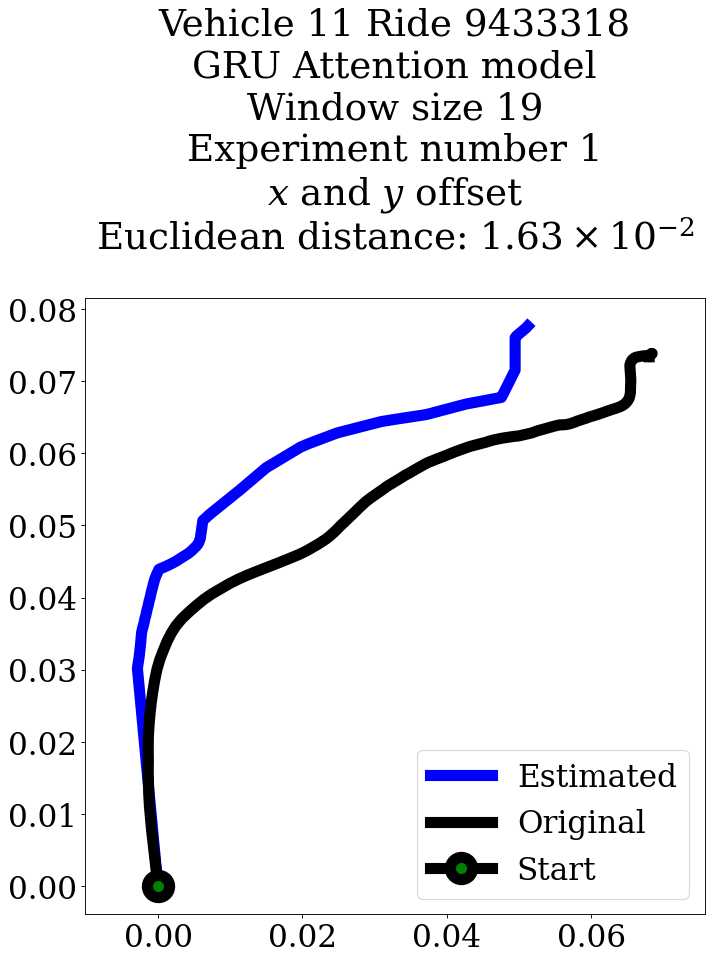 Vehicle 11 Ride 9433318
GRU Attention model
Window size 19
Experiment number 1
x and y offset
Euclidean distance: 1.63 × 10⁻²
0.08
0.07
0.06
0.05
0.04
0.03
0.02
0.01
0.00
Estimated
Original
Start
0.00 0.02 0.04 0.06